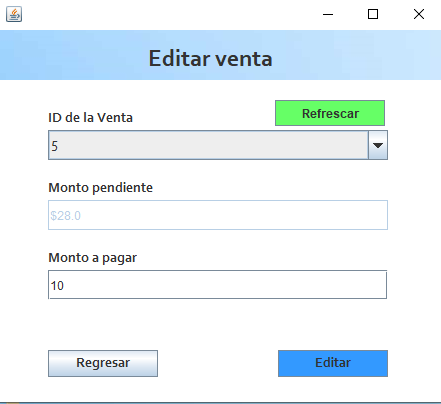 Editar venta
Refrescar
ID de la Venta
5
Monto pendiente
$28.0
Monto a pagar
10
Regresar
Editar